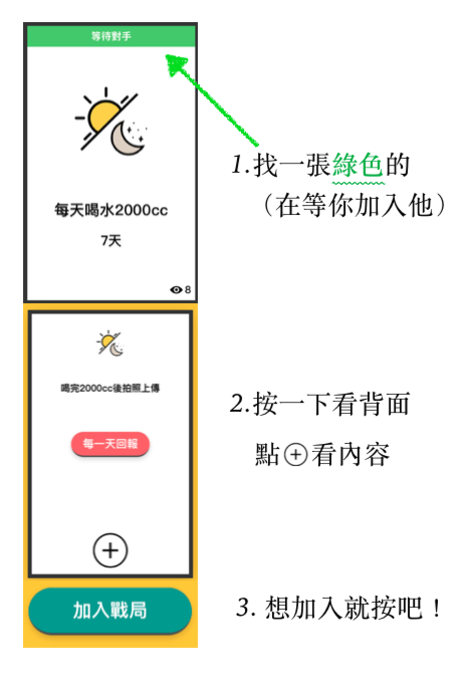 等待對手
每天喝水2000cc
7天
8
1.找一張綠色的
（在等你加入他）
喝完2000cc後拍照上傳
每一天回報
2.按一下看背面
點⊕看內容
加入戰局
3. 想加入就按吧！